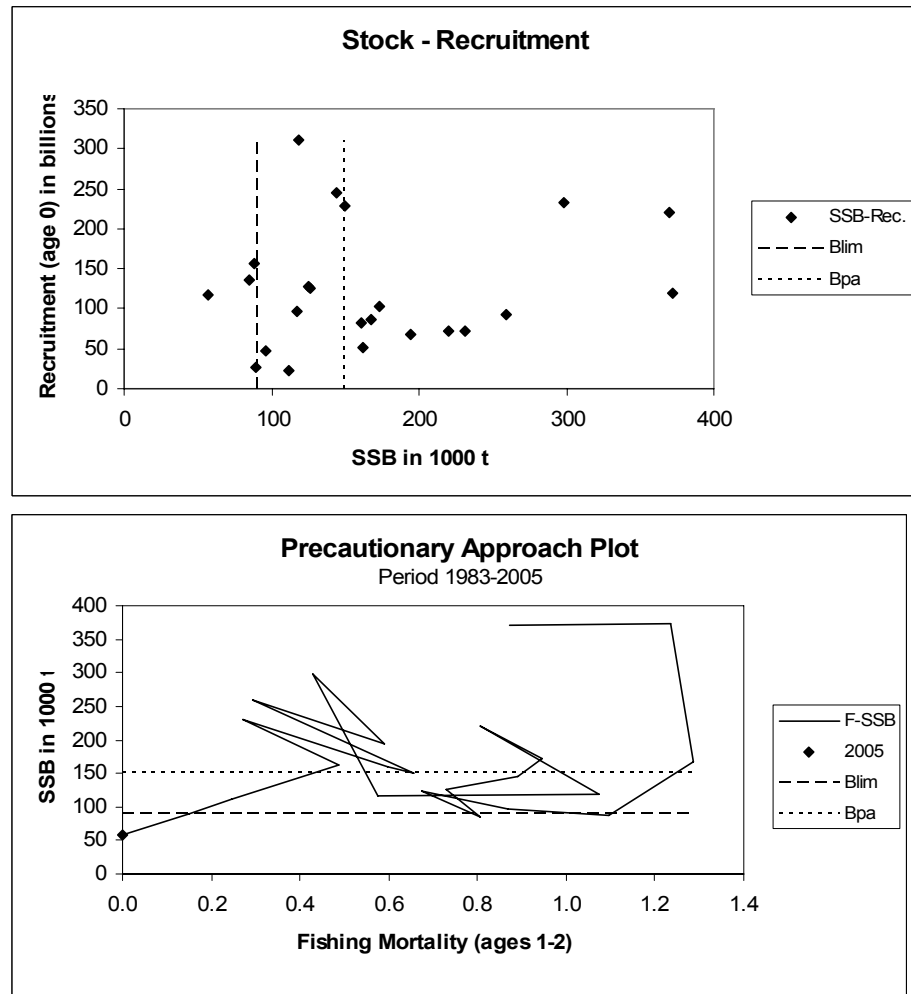 Stock - Recruitment
Recruitment (age 0) in billions
350
300
250
200
150
100
50
0
0 100 200 300 400
SSB in 1000 t
SSB-Rec.
Blim
Bpa
Precautionary Approach Plot
Period 1983-2005
SSB in 1000 t
400
350
300
250
200
150
100
50
0
0.0 0.2 0.4 0.6 0.8 1.0 1.2 1.4
Fishing Mortality (ages 1-2)
F-SSB
2005
Blim
Bpa